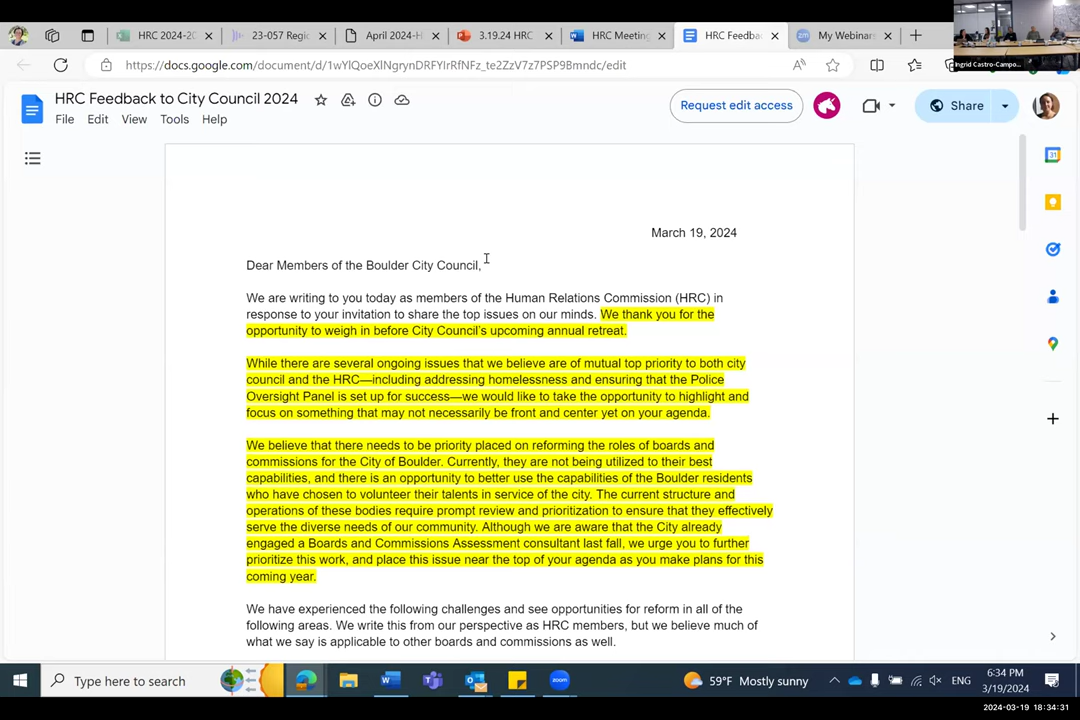 HRC 2024-20
23-057 Regio
April 2024-H
3.19.24 HRC
HRC Meeting
HRC Feedba
My Webinars
Ingrid Castro-Campo...
https://docs.google.com/document/d/1wYlQoeXlNgrynDRFYlrRfNFz_te2ZzV7z7PSP9Bmndc/edit
HRC Feedback to City Council 2024
File Edit View Tools Help
Request edit access
Share
March 19, 2024
Dear Members of the Boulder City Council,
We are writing to you today as members of the Human Relations Commission (HRC) in
response to your invitation to share the top issues on our minds. We thank you for the
opportunity to weigh in before City Council's upcoming annual retreat.
While there are several ongoing issues that we believe are of mutual top priority to both city
council and the HRC—including addressing homelessness and ensuring that the Police
Oversight Panel is set up for success—we would like to take the opportunity to highlight and
focus on something that may not necessarily be front and center yet on your agenda.
We believe that there needs to be priority placed on reforming the roles of boards and
commissions for the City of Boulder. Currently, they are not being utilized to their best
capabilities, and there is an opportunity to better use the capabilities of the Boulder residents
who have chosen to volunteer their talents in service of the city. The current structure and
operations of these bodies require prompt review and prioritization to ensure that they effectively
serve the diverse needs of our community. Although we are aware that the City already
engaged a Boards and Commissions Assessment consultant last fall, we urge you to further
prioritize this work, and place this issue near the top of your agenda as you make plans for this
coming year.
We have experienced the following challenges and see opportunities for reform in all of the
following areas. We write this from our perspective as HRC members, but we believe much of
what we say is applicable to other boards and commissions as well.
31
Type here to search
zoom
59°F Mostly sunny
ENG
6:34 PM
3/19/2024
2024-03-19 18:34:31